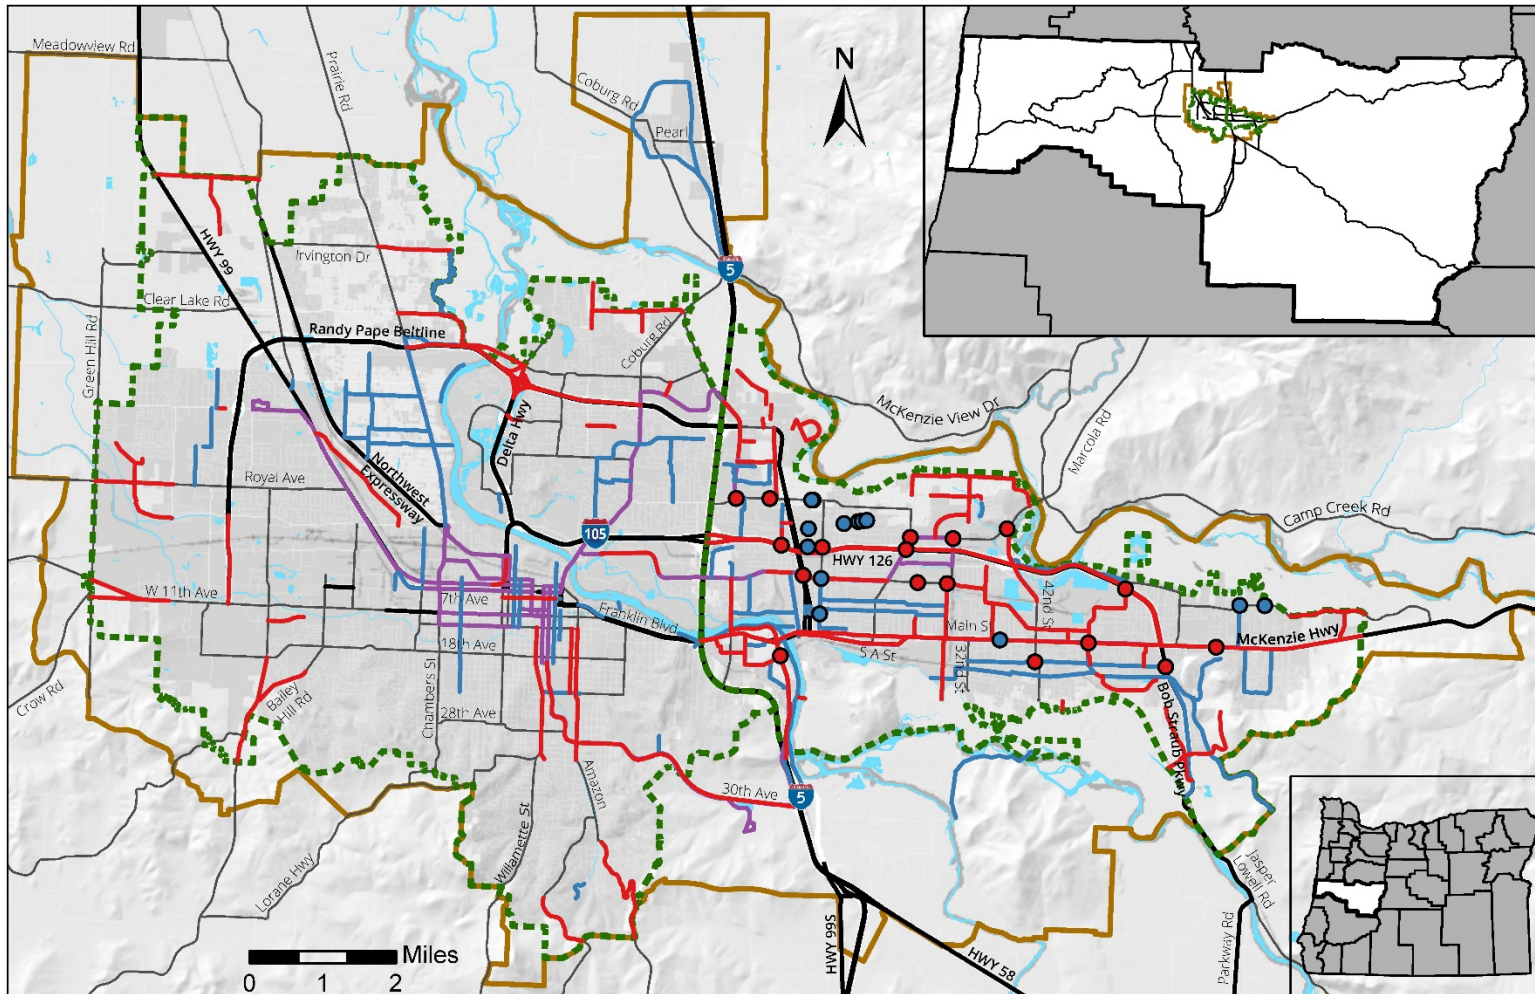 Meadowview Rd
Prairie Rd
Coburg Rd
Pearl
N
HWY 99
Irvington Dr
5
Clear Lake Rd
Green Hill Rd
Randy Pape Beltline
Coburg Rd
McKenzie View Dr
Marcola Rd
Delta Hwy
Northwest
Expressway
Royal Ave
Camp Creek Rd
105
HWY 126
W 11th Ave
7th Ave
Franklin Blvd
42nd St
Main St
McKenzie Hwy
18th Ave
S A St
32nd St
Crow Rd
Bailey
Hill Rd
Chambers St
28th Ave
Bob Straub Pkwy
30th Ave
5
Amazon
Willamette St
Lorane Hwy
Jasper
Lowell Rd
Parkway Rd
HWY 99S
HWY 58
Miles
0 1 2